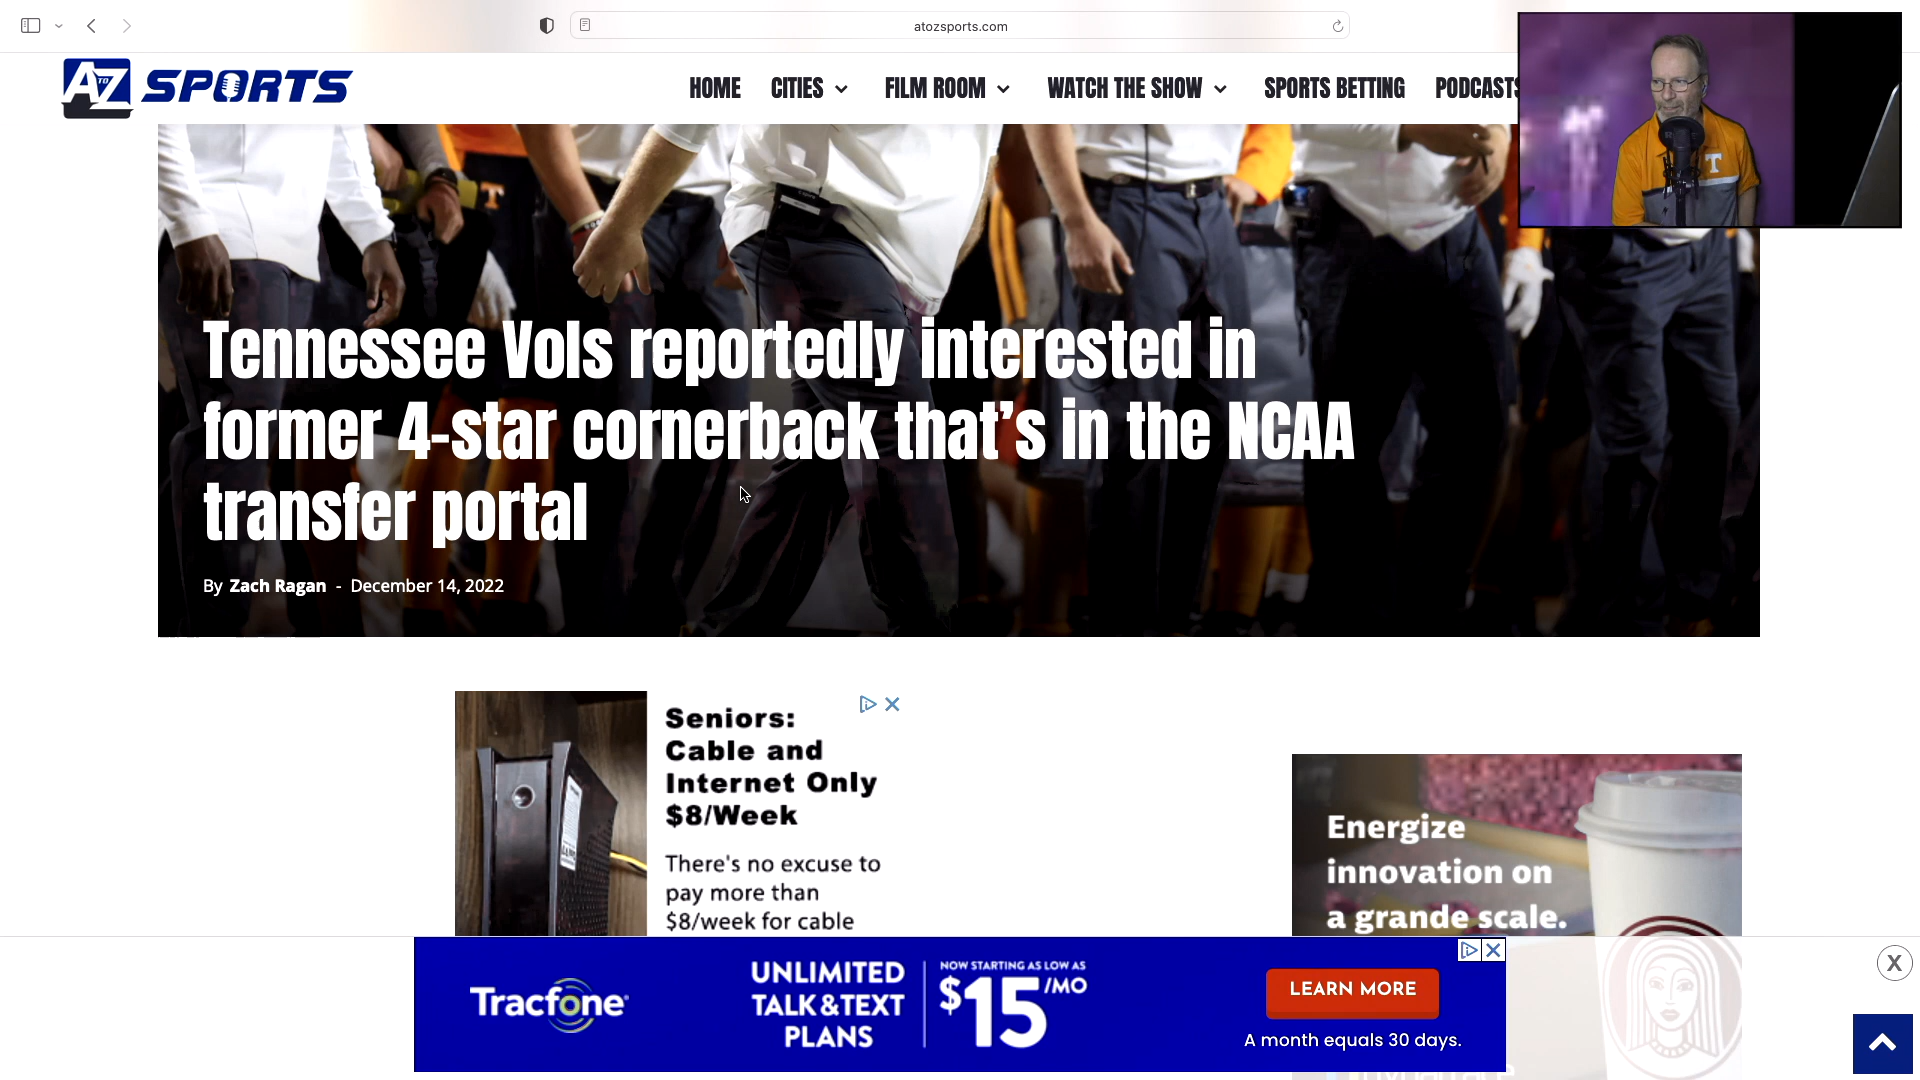 atozsports.com
A TO Z SPORTS
HOME CITIES FILM ROOM WATCH THE SHOW SPORTS BETTING PODCASTS
T
T
Tennessee Vols reportedly interested in
former 4-star cornerback that's in the NCAA
transfer portal
By Zach Ragan - December 14, 2022
Seniors:
Cable and
Internet Only
$8/Week
There's no excuse to
pay more than
$8/week for cable
Energize
innovation on
a grande scale.
Tracfone
UNLIMITED
TALK & TEXT
PLANS
NOW STARTING AS LOW AS
$15/MO
LEARN MORE
A month equals 30 days.
X